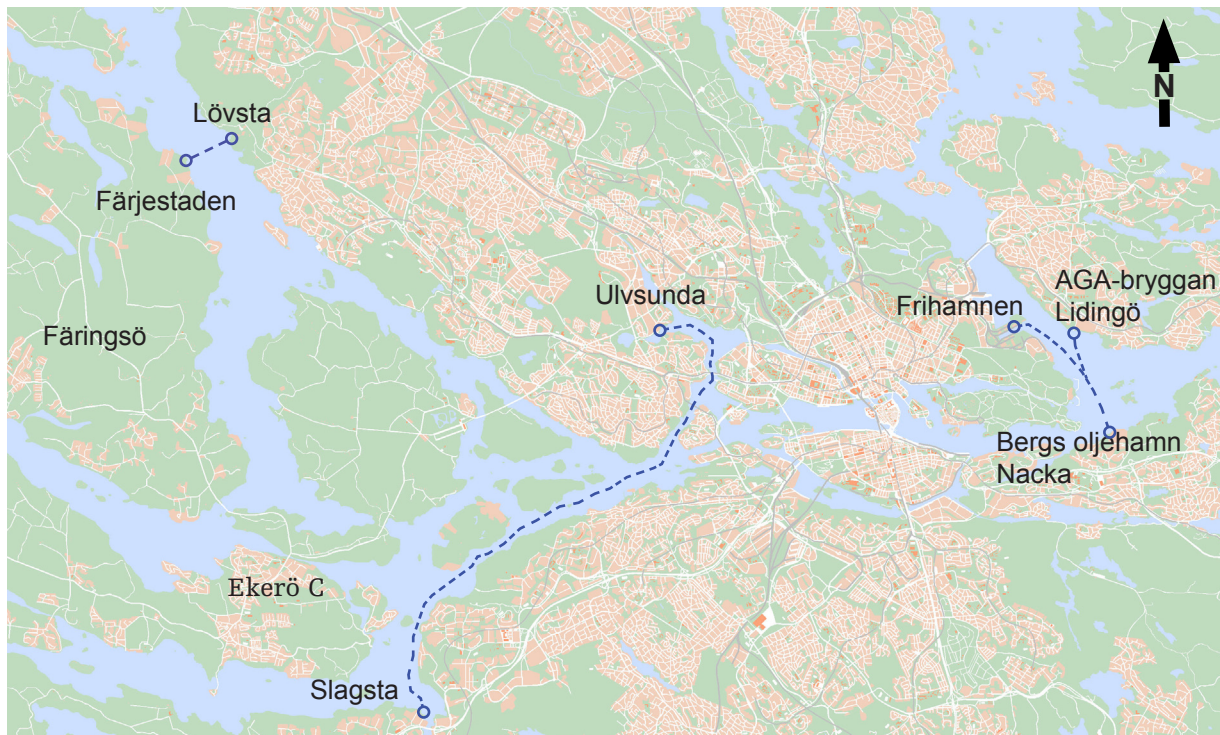 N
Lövsta
Färjestaden
Ulvsunda
Frihamnen
AGA-bryggan
Lidingö
Färingsö
Bergs oljehamn
Nacka
Ekerö C
Slagsta